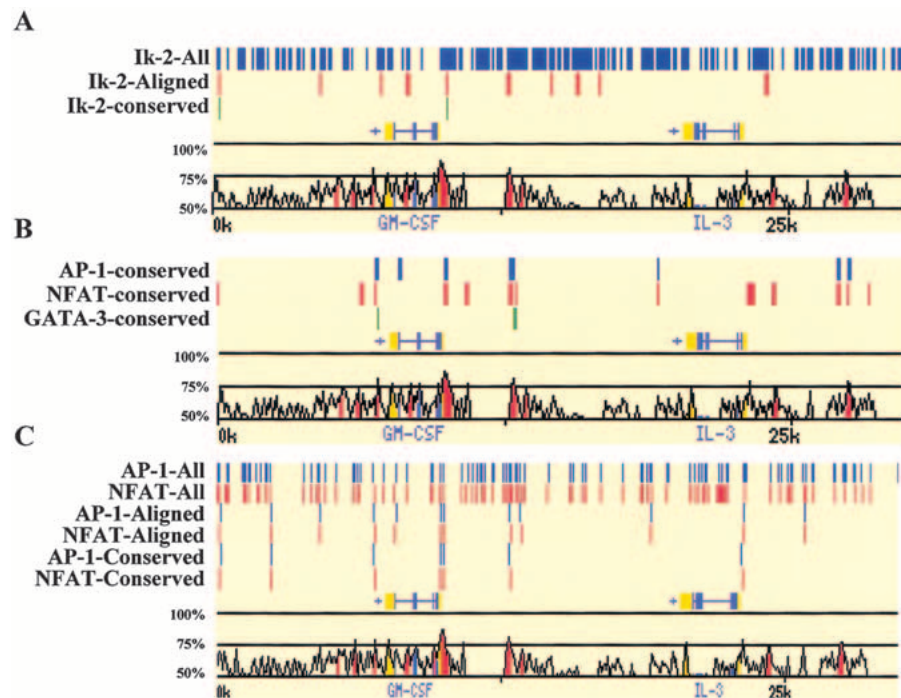 A
Ik-2-All
Ik-2-Aligned
Ik-2-conserved
100%
75%
50%
0k 25k
GM-CSF IL-3
B
AP-1-conserved
NFAT-conserved
GATA-3-conserved
100%
75%
50%
0k 25k
GM-CSF IL-3
C
AP-1-All
NFAT-All
AP-1-Aligned
NFAT-Aligned
AP-1-Conserved
NFAT-Conserved
100%
75%
50%
0k 25k
GM-CSF IL-3